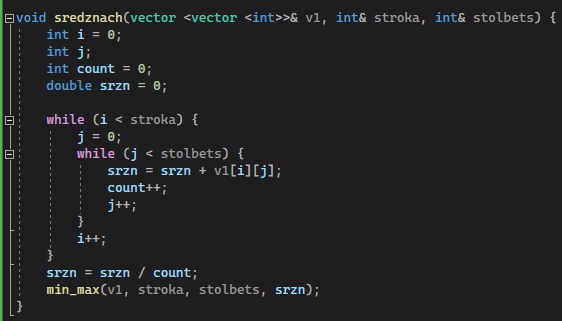 void sredznach(vector <vector <int>>& v1, int& stroka, int& stolbets) {
    int i = 0;
    int j;
    int count = 0;
    double srzn = 0;

    while (i < stroka) {
        j = 0;
        while (j < stolbets) {
            srzn = srzn + v1[i][j];
            count++;
            j++;
        }
        i++;
    }
    srzn = srzn / count;
    min_max(v1, stroka, stolbets, srzn);
}